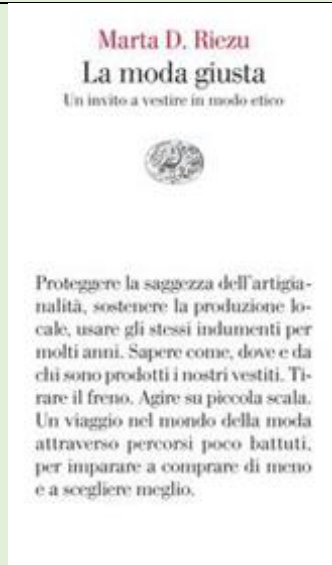 Marta D. Riezu
La moda giusta
Un invito a vestire in modo etico
Proteggere la saggezza dell'artigia-
nalità, sostenere la produzione lo-
cale, usare gli stessi indumenti per
molti anni. Sapere come, dove e da
chi sono prodotti i nostri vestiti. Ti-
rare il freno. Agire su piccola scala.
Un viaggio nel mondo della moda
attraverso percorsi poco battuti,
per imparare a comprare di meno
e a scegliere meglio.